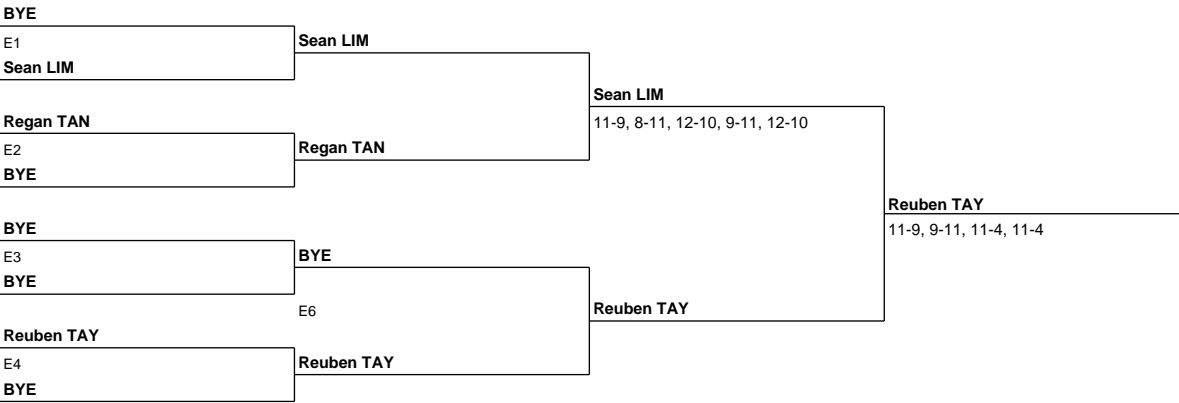 BYE
E1
Sean LIM
Sean LIM
Sean LIM
11-9, 8-11, 12-10, 9-11, 12-10
Regan TAN
E2
Regan TAN
BYE
Reuben TAY
11-9, 9-11, 11-4, 11-4
BYE
E3
BYE
BYE
E6
Reuben TAY
Reuben TAY
E4
Reuben TAY
BYE